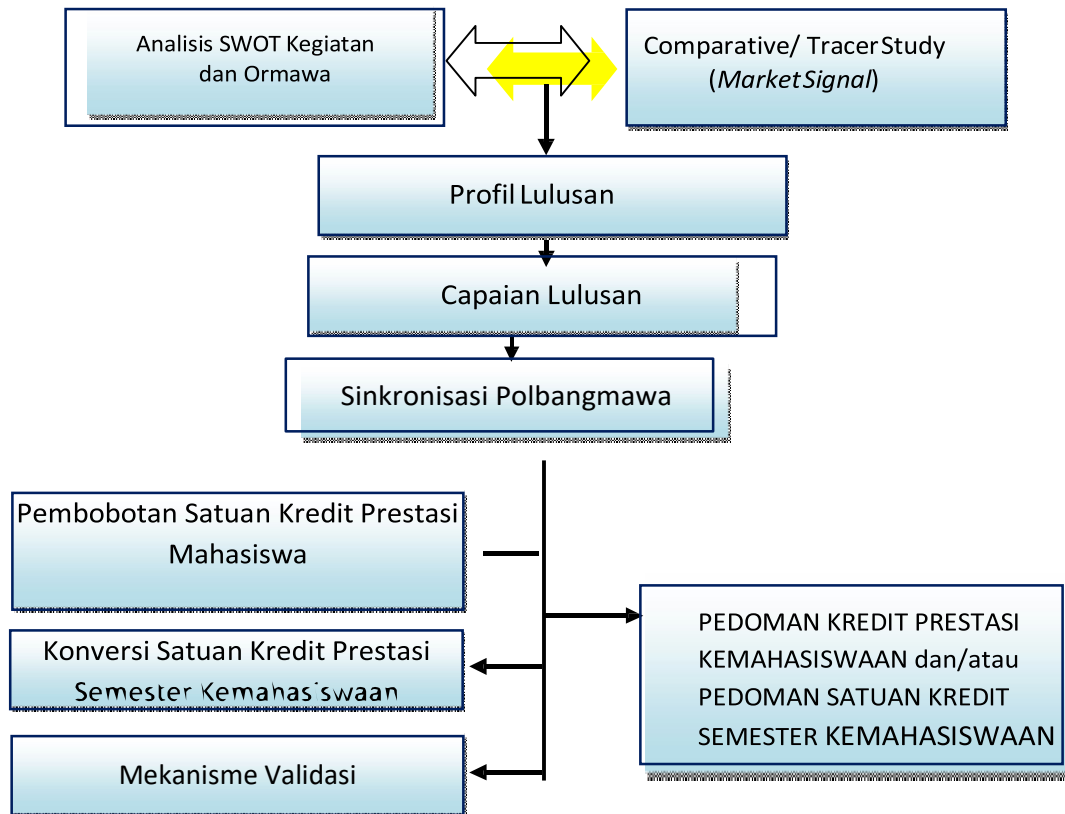 Analisis SWOT Kegiatan
dan Ormawa
Comparative/ Tracer Study
(Market Signal)
Profil Lulusan
Capaian Lulusan
Sinkronisasi Polbangmawa
Pembobotan Satuan Kredit Prestasi
Mahasiswa
Konversi Satuan Kredit Prestasi
Semester Kemahasiswaan
Mekanisme Validasi
PEDOMAN KREDIT PRESTASI
KEMAHASISWAAN dan/atau
PEDOMAN SATUAN KREDIT
SEMESTER KEMAHASISWAAN